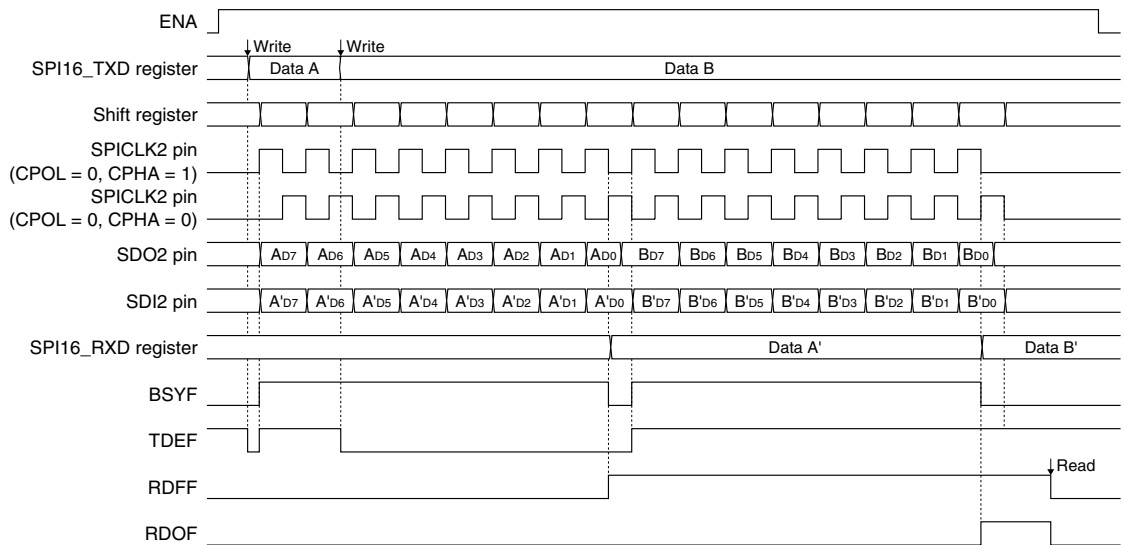 ENA
Write Write
SPI16_TXD register Data A Data B
Shift register
SPICLK2 pin
(CPOL = 0, CPHA = 1)
SPICLK2 pin
(CPOL = 0, CPHA = 0)
SDO2 pin AD7 AD6 AD5 AD4 AD3 AD2 AD1 AD0 BD7 BD6 BD5 BD4 BD3 BD2 BD1 BD0
SDI2 pin A'D7 A'D6 A'D5 A'D4 A'D3 A'D2 A'D1 A'D0 B'D7 B'D6 B'D5 B'D4 B'D3 B'D2 B'D1 B'D0
SPI16_RXD register Data A' Data B'
BSYF
TDEF
Read
RDFF
RDOF